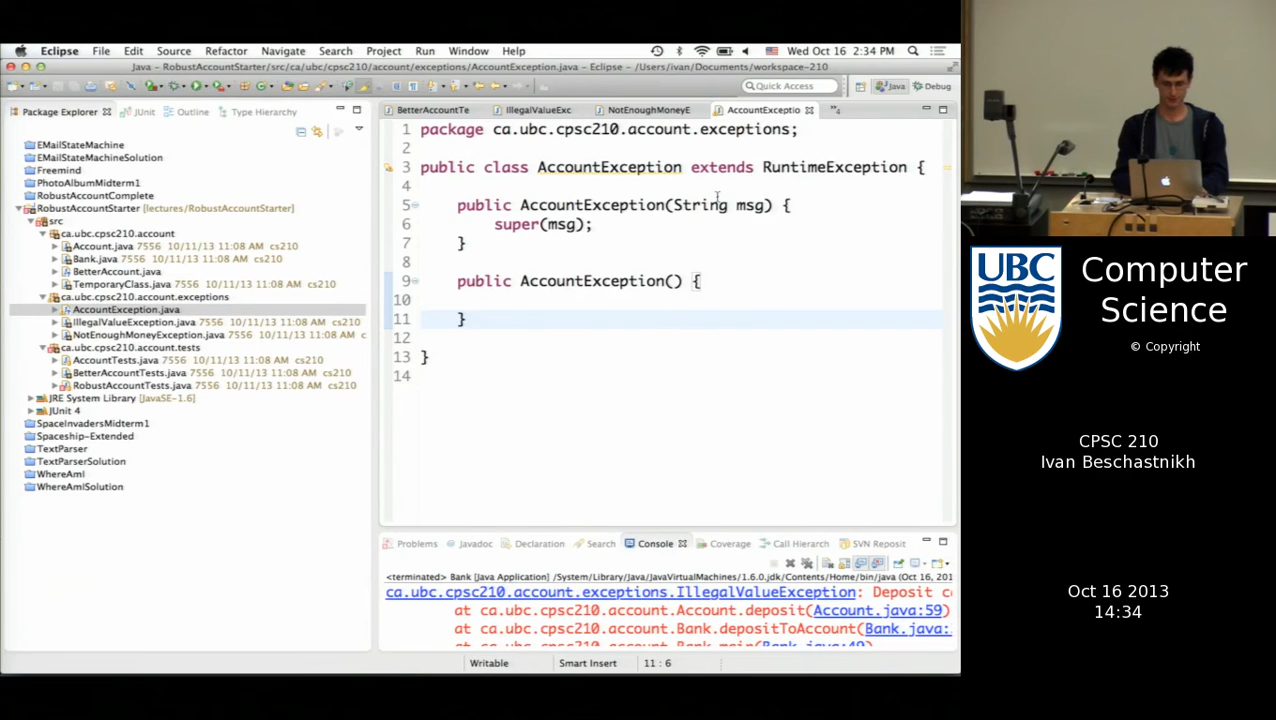 Eclipse File Edit Source Refactor Navigate Search Project Run Window Help Wed Oct 16 2:34 PM
Java – RobustAccountStarter/src/ca/ubc/cpsc210/account/exceptions/AccountException.java – Eclipse – /Users/ivan/Documents/workspace-210
Quick Access Java Debug
Package Explorer JUnit Outline Type Hierarchy
EMailStateMachine
EMailStateMachineSolution
Freemind
PhotoAlbumMidterm1
RobustAccountComplete
RobustAccountStarter [lectures/RobustAccountStarter]
src
ca.ubc.cpsc210.account
Account.java 7556 10/11/13 11:08 AM cs210
Bank.java 7556 10/11/13 11:08 AM cs210
BetterAccount.java
TemporaryClass.java 7556 10/11/13 11:08 AM cs210
ca.ubc.cpsc210.account.exceptions
AccountException.java
IllegalValueException.java 7556 10/11/13 11:08 AM cs210
NotEnoughMoneyException.java 7556 10/11/13 11:08 AM c
ca.ubc.cpsc210.account.tests
AccountTests.java 7556 10/11/13 11:08 AM cs210
BetterAccountTests.java 7556 10/11/13 11:08 AM cs210
RobustAccountTests.java 7556 10/11/13 11:08 AM cs210
JRE System Library [JavaSE-1.6]
JUnit 4
SpaceInvadersMidterm1
Spaceship-Extended
TextParser
TextParserSolution
WhereAmI
WhereAmISolution
BetterAccountTe IllegalValueExc NotEnoughMoneyE AccountExceptio »4
1 package ca.ubc.cpsc210.account.exceptions;
2
3 public class AccountException extends RuntimeException {
4
5 public AccountException(String msg) {
6 super(msg);
7 }
8
9 public AccountException() {
10
11 }
12
13 }
14
Problems Javadoc Declaration Search Console Coverage Call Hierarchy SVN Reposit
<terminated> Bank [Java Application] /System/Library/Java/JavaVirtualMachines/1.6.0.jdk/Contents/Home/bin/java (Oct 16, 201
ca.ubc.cpsc210.account.exceptions.IllegalValueException: Deposit c
at ca.ubc.cpsc210.account.Account.deposit(Account.java:59)
at ca.ubc.cpsc210.account.Bank.depositToAccount(Bank.java:
at ca.ubc.cpsc210.account.Bank.main(Bank.java:49)
Writable Smart Insert 11 : 6
UBC
Computer
Science
© Copyright
CPSC 210
Ivan Beschastnikh
Oct 16 2013
14:34